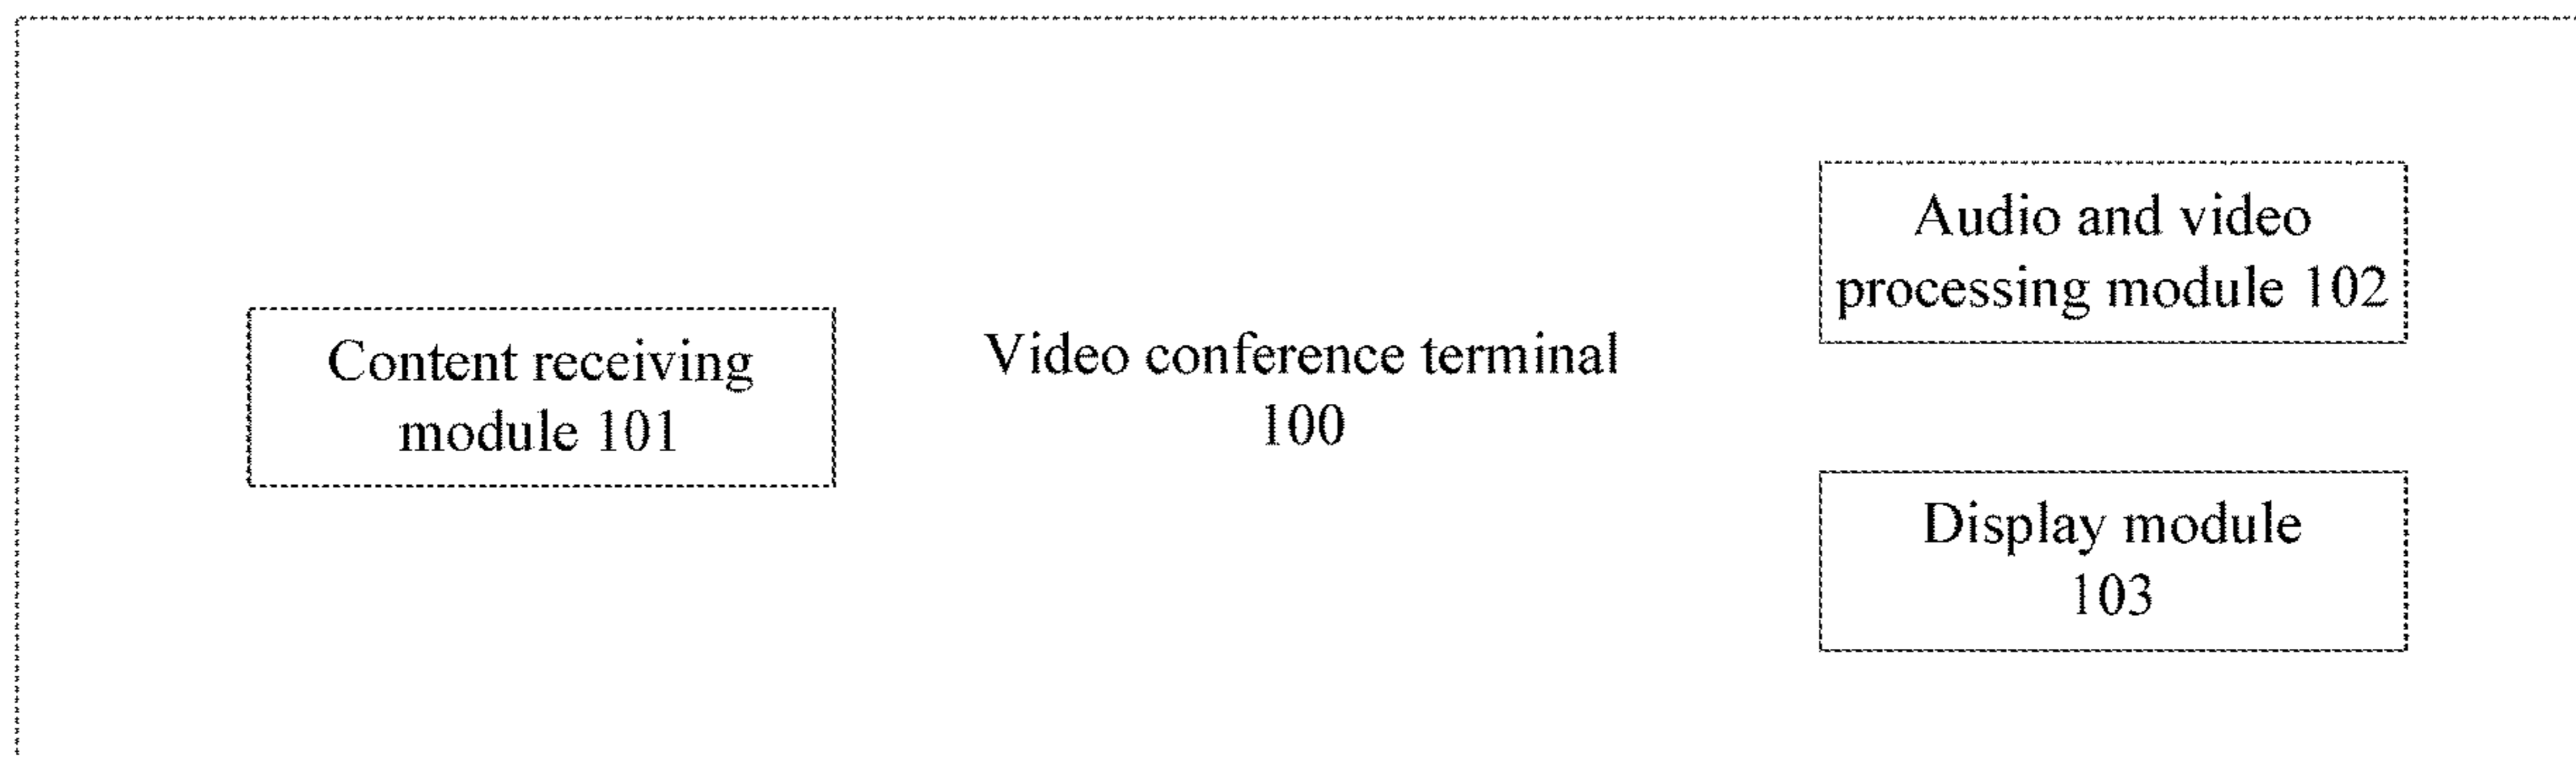 Content receiving
module 101
Video conference terminal
100
Audio and video
processing module 102
Display module
103